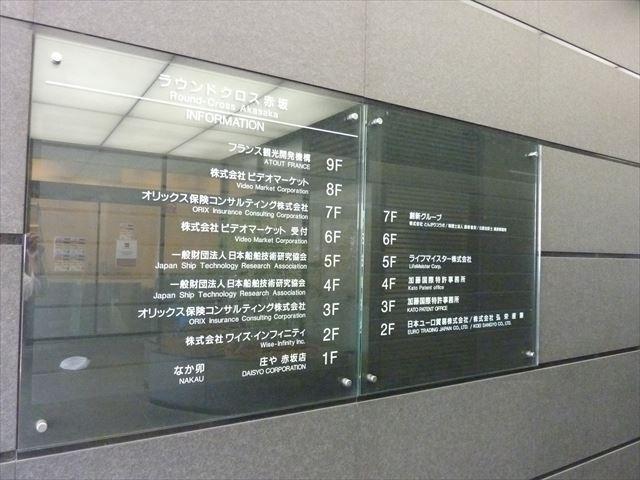 ラウンドクロス赤坂
Round-Cross Akasaka
INFORMATION
フランス観光開発機構 9F
ATOUT FRANCE
株式会社ビデオマーケット 8F
Video Market Corporation
オリックス保険コンサルティング株式会社 7F
ORIX Insurance Consulting Corporation
株式会社ビデオマーケット 受付 6F
Video Market Corporation
一般財団法人日本船舶技術研究協会 5F
Japan Ship Technology Research Association
一般財団法人日本船舶技術研究協会 4F
Japan Ship Technology Research Association
オリックス保険コンサルティング株式会社 3F
ORIX Insurance Consulting Corporation
株式会社ワイズ・インフィニティ 2F
Wise-Infinity Inc.
なか卯 庄や 赤坂店 1F
NAKAU DAISYO CORPORATION
7F 創新グループ
株式会社
6F
5F ライフマイスター株式会社
LifeMeister Corp.
4F 加藤国際特許事務所
Kato Patent office
3F 加藤国際特許事務所
KATO PATENT OFFICE
2F 日本ユーロ貿易株式会社/株式会社 弘栄産業
EURO TRADING JAPAN CO., LTD. / KOEI SANGYO CO., LTD.